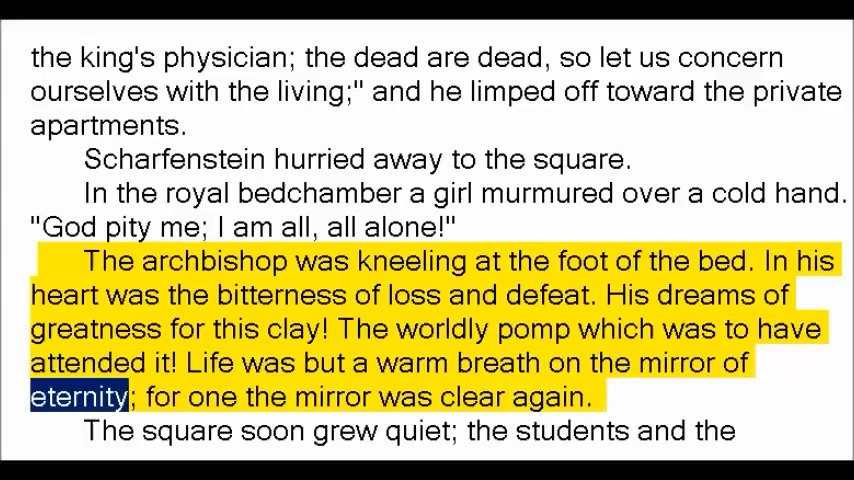 the king's physician; the dead are dead, so let us concern
ourselves with the living;" and he limped off toward the private
apartments.
Scharfenstein hurried away to the square.
In the royal bedchamber a girl murmured over a cold hand.
"God pity me; I am all, all alone!"
The archbishop was kneeling at the foot of the bed. In his
heart was the bitterness of loss and defeat. His dreams of
greatness for this clay! The worldly pomp which was to have
attended it! Life was but a warm breath on the mirror of
eternity; for one the mirror was clear again.
The square soon grew quiet; the students and the